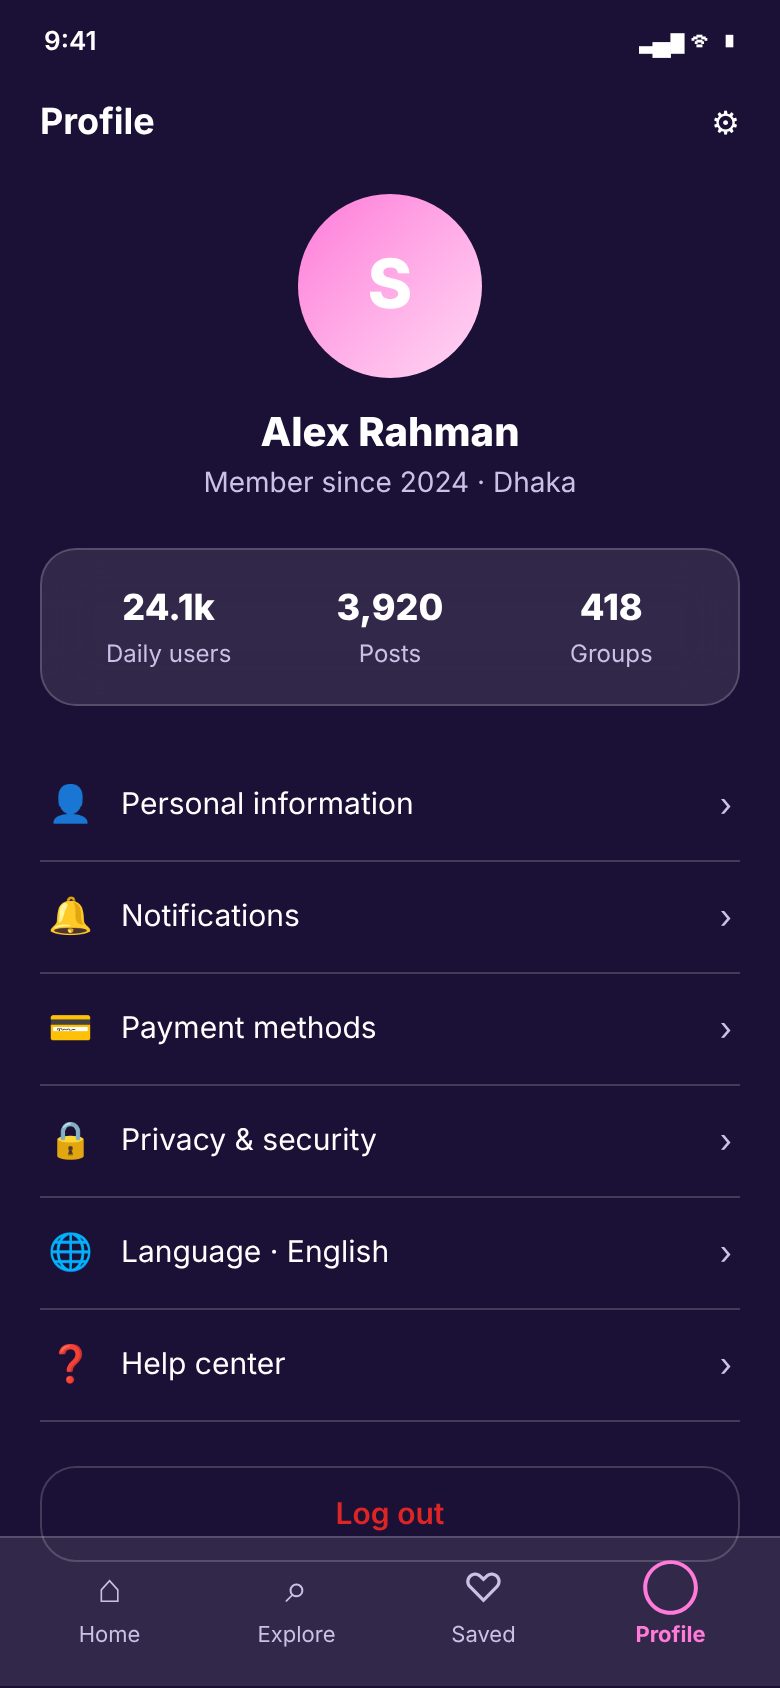 9:41
Profile
S
Alex Rahman
Member since 2024 · Dhaka
24.1k 3,920 418
Daily users Posts Groups
Personal information
Notifications
Payment methods
Privacy & security
Language · English
Help center
Log out
Home Explore Saved Profile